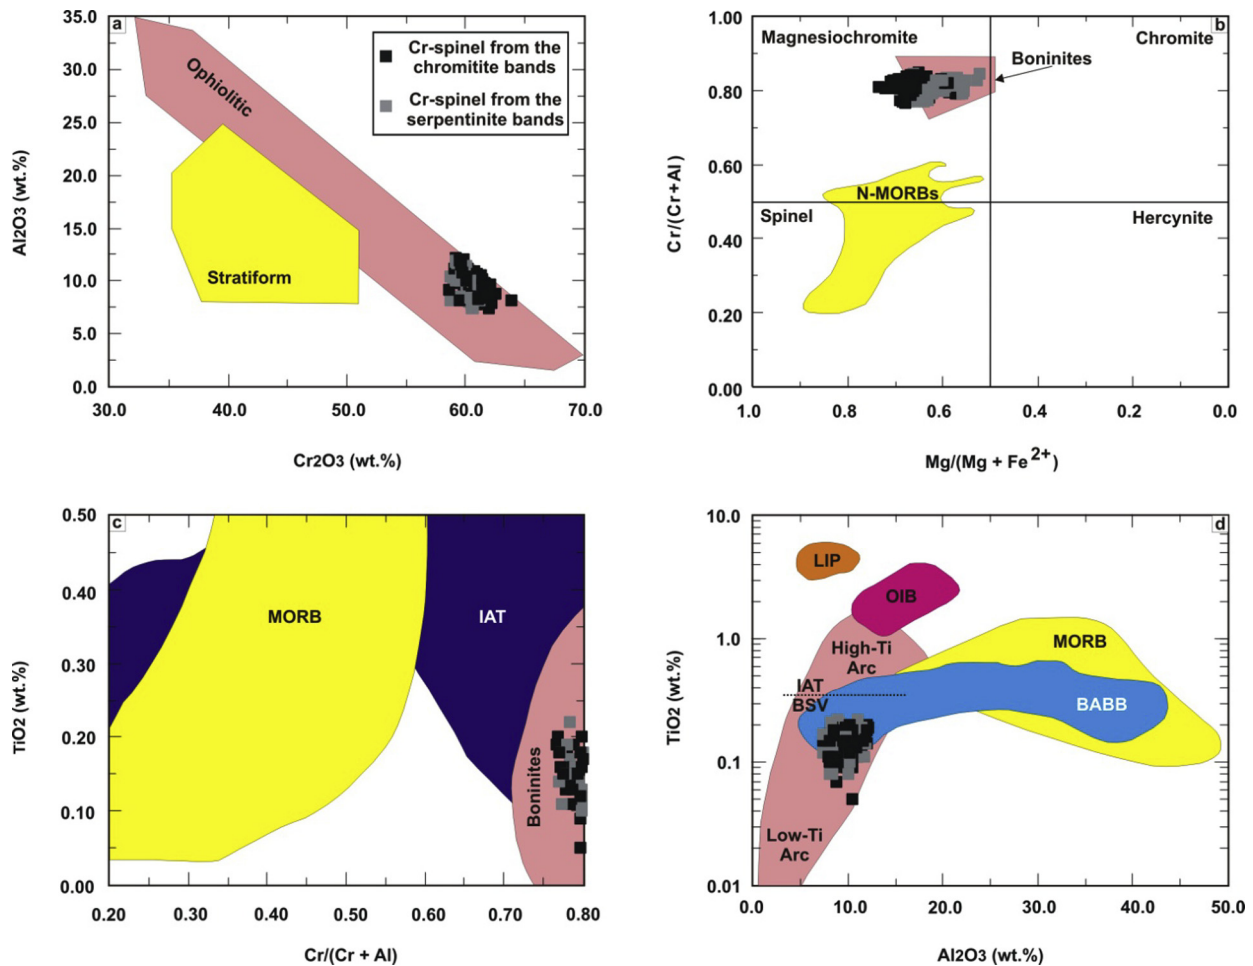 a
35.0
30.0
25.0
20.0
15.0
10.0
5.0
0.0
Al2O3 (wt.%)
Ophiolitic
Stratiform
Cr-spinel from the
chromitite bands
Cr-spinel from the
serpentinite bands
30.0 40.0 50.0 60.0 70.0
Cr2O3 (wt.%)
b
1.00
0.80
0.60
0.40
0.20
0.00
Cr/(Cr+Al)
Magnesiochromite
Chromite
Boninites
N-MORBs
Spinel
Hercynite
1.0 0.8 0.6 0.4 0.2 0.0
Mg/(Mg + Fe2+)
c
0.50
0.40
0.30
0.20
0.10
0.00
TiO2 (wt.%)
MORB
IAT
Boninites
0.20 0.30 0.40 0.50 0.60 0.70 0.80
Cr/(Cr + Al)
d
10.0
1.0
0.1
0.01
TiO2 (wt.%)
LIP
OIB
High-Ti
Arc
MORB
IAT
BSV
BABB
Low-Ti
Arc
0.0 10.0 20.0 30.0 40.0 50.0
Al2O3 (wt.%)